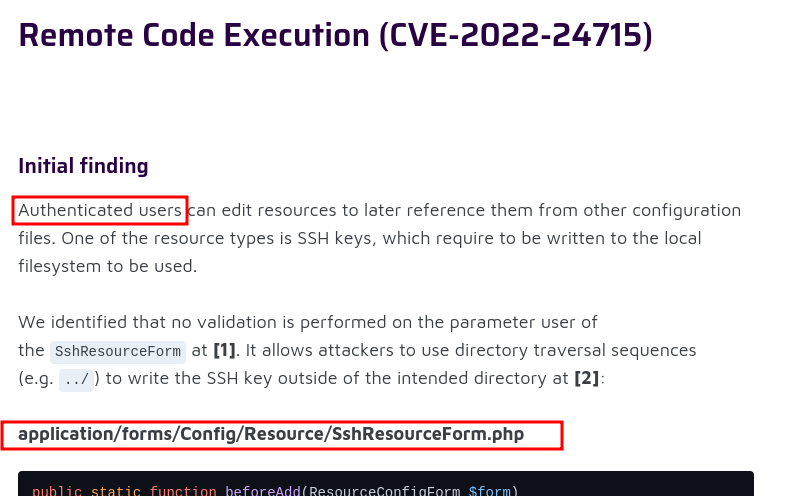 Remote Code Execution (CVE-2022-24715)
Initial finding
Authenticated users can edit resources to later reference them from other configuration
files. One of the resource types is SSH keys, which require to be written to the local
filesystem to be used.
We identified that no validation is performed on the parameter user of
the SshResourceForm at [1]. It allows attackers to use directory traversal sequences
(e.g. ../) to write the SSH key outside of the intended directory at [2]:
application/forms/Config/Resource/SshResourceForm.php
public static function beforeAdd(ResourceConfigForm $form)